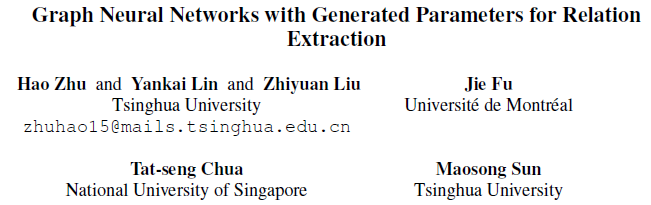 Graph Neural Networks with Generated Parameters for Relation
Extraction
Hao Zhu and Yankai Lin and Zhiyuan Liu
Tsinghua University
zhuhao15@mails.tsinghua.edu.cn
Jie Fu
Université de Montréal
Tat-seng Chua
National University of Singapore
Maosong Sun
Tsinghua University